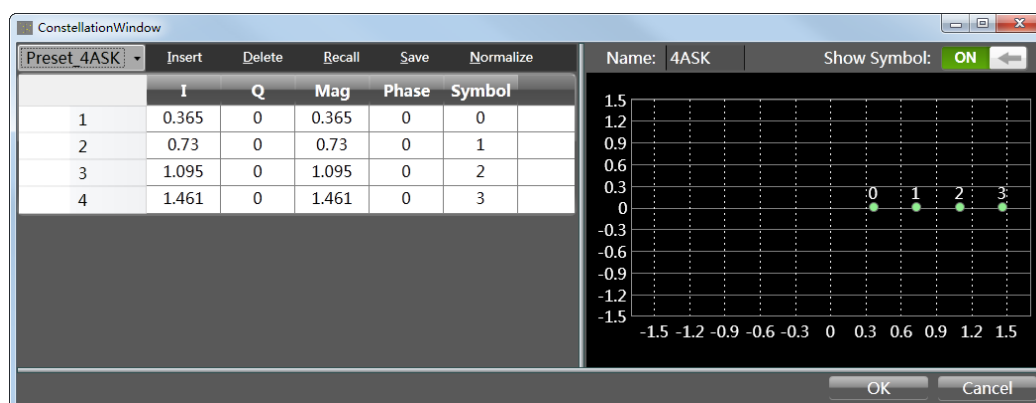 ConstellationWindow
Preset_4ASK Insert Delete Recall Save Normalize
I Q Mag Phase Symbol
1 0.365 0 0.365 0 0
2 0.73 0 0.73 0 1
3 1.095 0 1.095 0 2
4 1.461 0 1.461 0 3
Name: 4ASK Show Symbol: ON
1.5
1.2
0.9
0.6
0.3
0
-0.3
-0.6
-0.9
-1.2
-1.5
0 1 2 3
-1.5 -1.2 -0.9 -0.6 -0.3 0 0.3 0.6 0.9 1.2 1.5
OK Cancel